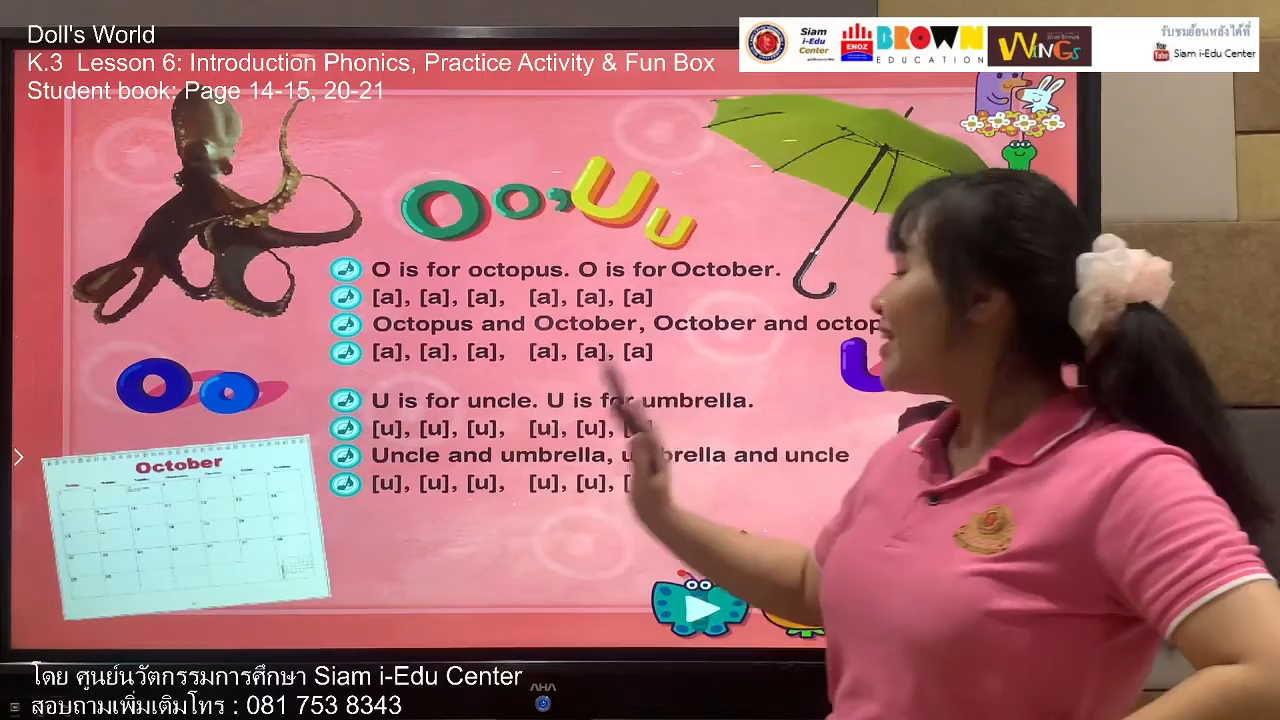 Doll's World
K.3 Lesson 6: Introduction Phonics, Practice Activity & Fun Box
Student book: Page 14-15, 20-21
Siam i-Edu Center
ENOZ
BROWN EDUCATION
WINGS
รับชมย้อนหลังได้ที่
You Tube Siam i-Edu Center
Oo, Uu
O is for octopus. O is for October.
[a], [a], [a], [a], [a], [a]
Octopus and October, October and octop
[a], [a], [a], [a], [a], [a]
U is for uncle. U is for umbrella.
[u], [u], [u], [u], [u],
Uncle and umbrella, umbrella and uncle
[u], [u], [u], [u], [u], [
Oo
U
October
โดย ศูนย์นวัตกรรมการศึกษา Siam i-Edu Center
สอบถามเพิ่มเติมโทร : 081 753 8343
AHA